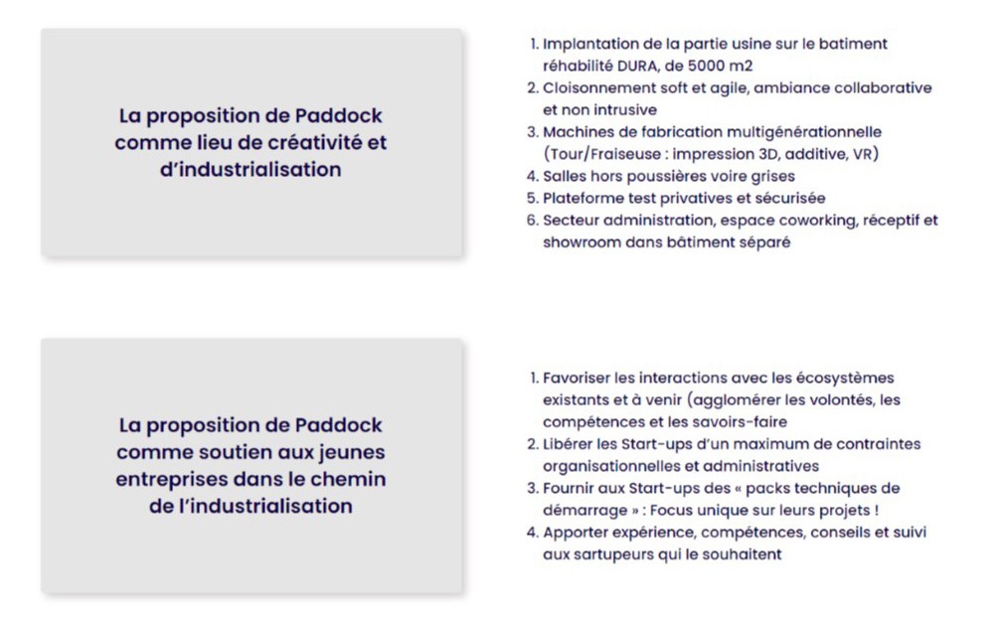 La proposition de Paddock
comme lieu de créativité et
d'industrialisation
1. Implantation de la partie usine sur le batiment
réhabilité DURA, de 5000 m2
2. Cloisonnement soft et agile, ambiance collaborative
et non intrusive
3. Machines de fabrication multigénérationnelle
(Tour/Fraiseuse : impression 3D, additive, VR)
4. Salles hors poussières voire grises
5. Plateforme test privatives et sécurisée
6. Secteur administration, espace coworking, réceptif et
showroom dans bâtiment séparé
La proposition de Paddock
comme soutien aux jeunes
entreprises dans le chemin
de l'industrialisation
1. Favoriser les interactions avec les écosystèmes
existants et à venir (agglomérer les volontés, les
compétences et les savoirs-faire
2. Libérer les Start-ups d'un maximum de contraintes
organisationnelles et administratives
3. Fournir aux Start-ups des « packs techniques de
démarrage » : Focus unique sur leurs projets !
4. Apporter expérience, compétences, conseils et suivi
aux sartupeurs qui le souhaitent